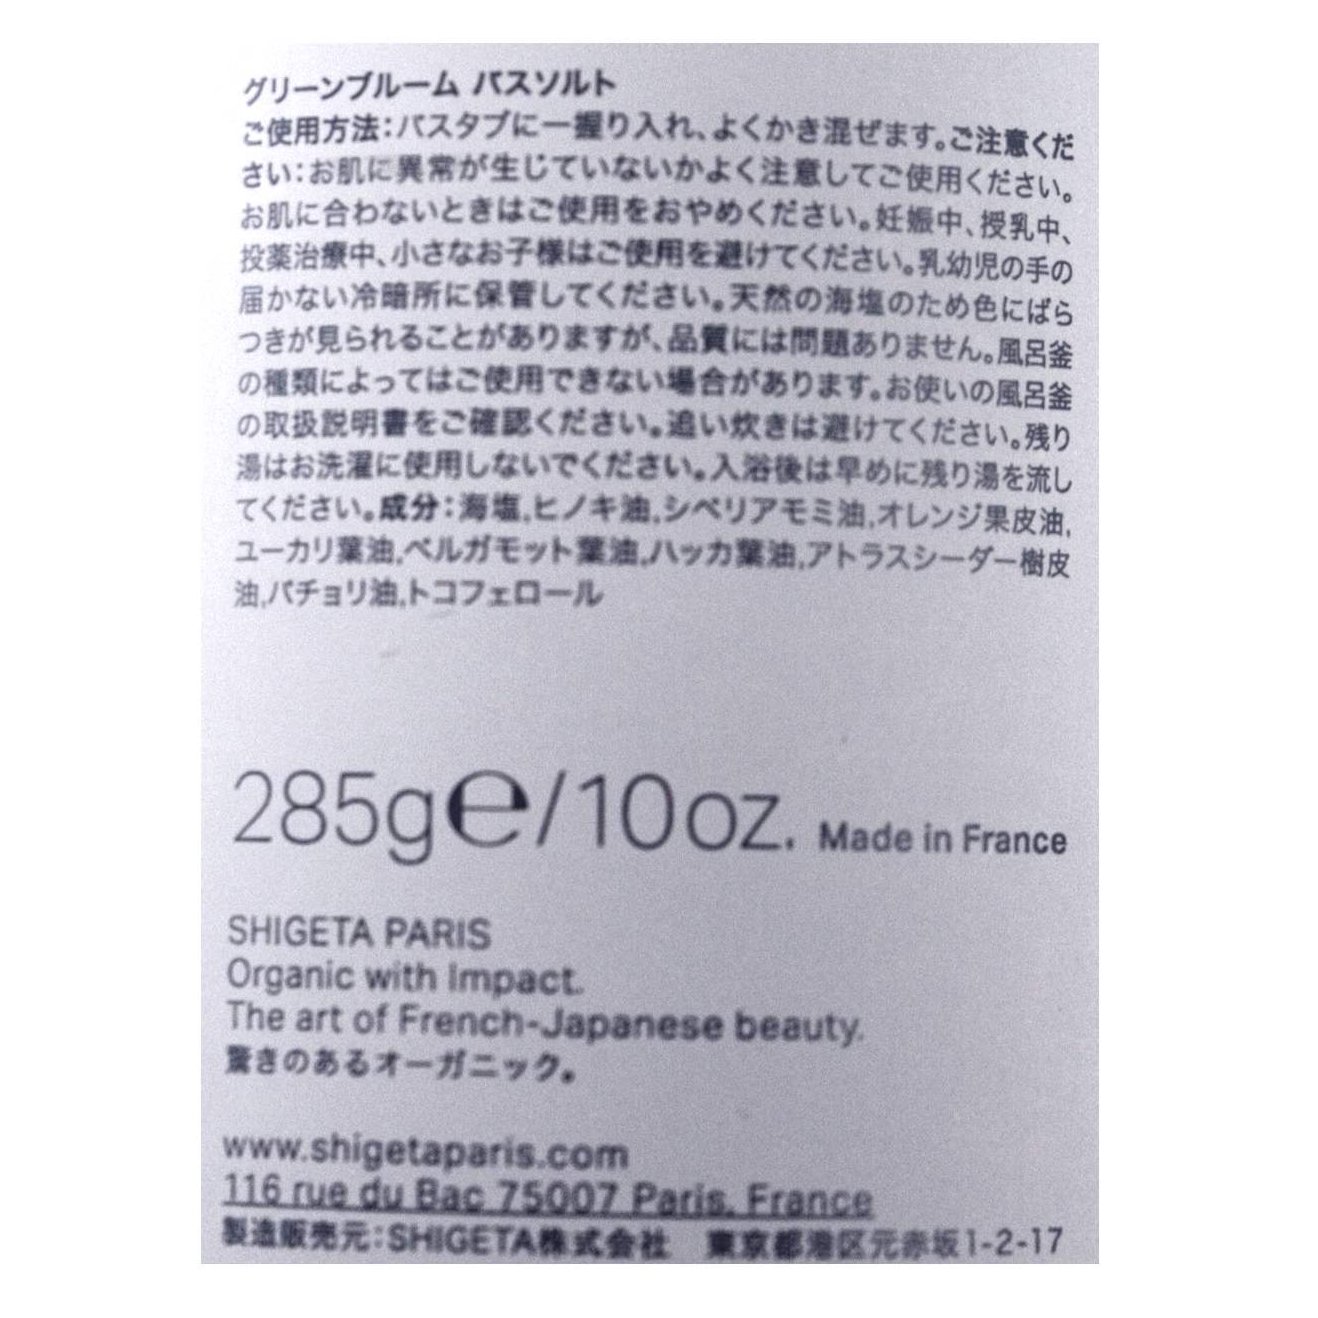 グリーンブルーム バスソルト
ご使用方法：バスタブに一握り入れ、よくかき混ぜます。ご注意くだ
さい：お肌に異常が生じていないかよく注意してご使用ください。
お肌に合わないときはご使用をおやめください。妊娠中、授乳中、
投薬治療中、小さなお子様はご使用を避けてください。乳幼児の手の
届かない冷暗所に保管してください。天然の海塩のため色にばら
つきが見られることがありますが、品質には問題ありません。風呂釜
の種類によってはご使用できない場合があります。お使いの風呂釜
の取扱説明書をご確認ください。追い炊きは避けてください。残り
湯はお洗濯に使用しないでください。入浴後は早めに残り湯を流し
てください。成分：海塩,ヒノキ油,シベリアモミ油,オレンジ果皮油,
ユーカリ葉油,ベルガモット葉油,ハッカ葉油,アトラスシーダー樹皮
油,パチョリ油,トコフェロール
285g℮/10oz. Made in France
SHIGETA PARIS
Organic with Impact.
The art of French-Japanese beauty.
驚きのあるオーガニック。
www.shigetaparis.com
116 rue du Bac 75007 Paris. France
製造販売元：SHIGETA株式会社　東京都港区元赤坂1-2-17